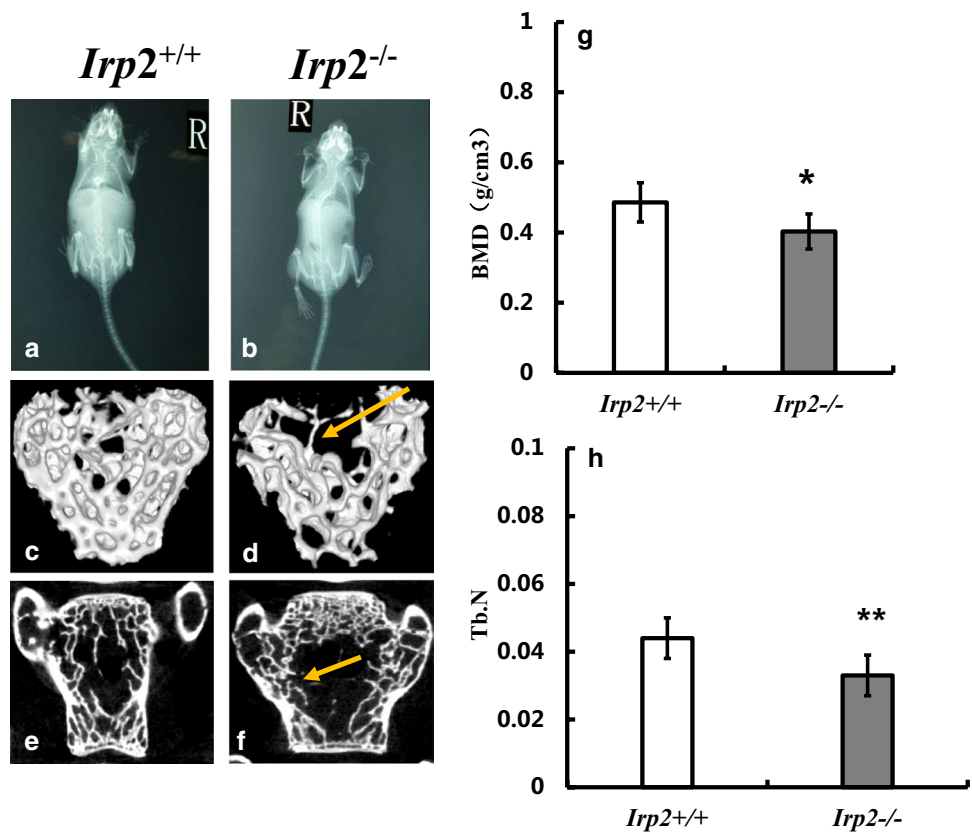 Irp2+/+
Irp2-/-
R
R
a
b
c
d
e
f
g
1
0.8
0.6
0.4
0.2
0
BMD（g/cm3）
*
Irp2+/+
Irp2-/-
h
0.1
0.08
0.06
0.04
0.02
0
Tb.N
**
Irp2+/+
Irp2-/-